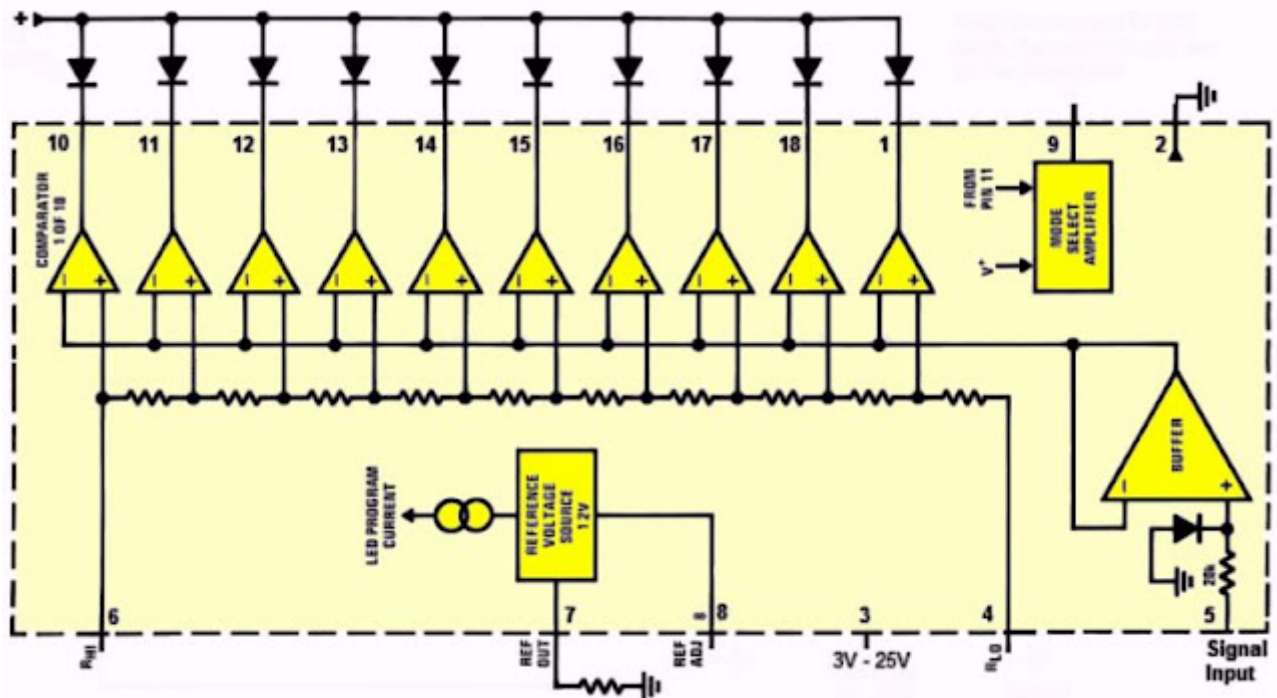 +
10 11 12 13 14 15 16 17 18 1 9 2
COMPARATOR
1 OF 10
FROM
PIN 11
V+
MODE
SELECT
AMPLIFIER
- + - + - + - + - + - + - + - + - + - +
BUFFER
- +
LED PROGRAM
CURRENT
REFERENCE
VOLTAGE
SOURCE
1 2V
20k
6 7 8 8 3 4 5
RHI
REF
OUT
REF
ADJ
3V - 25V
RLO
Signal
Input